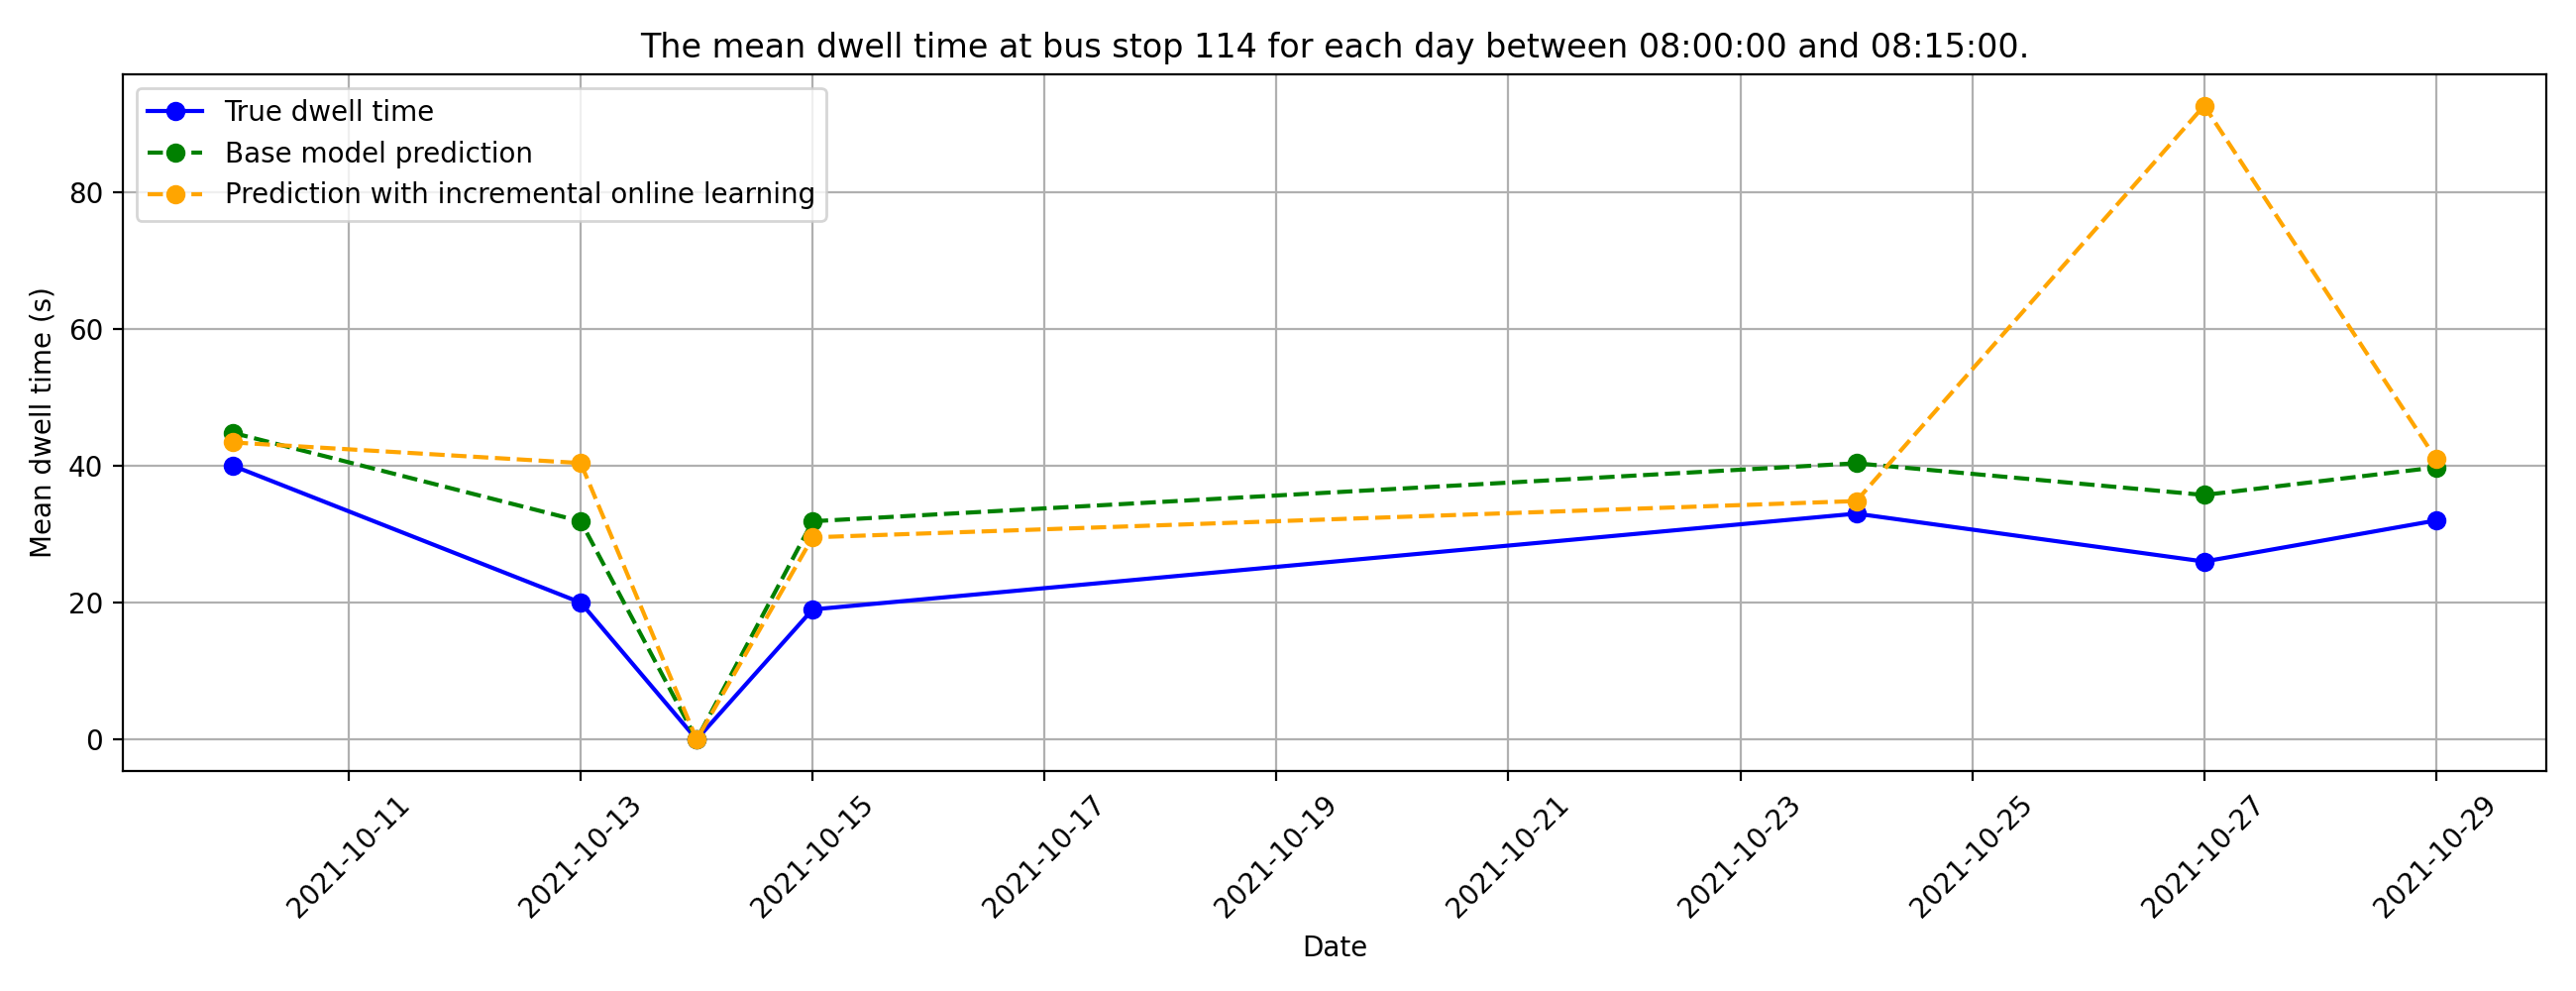 The mean dwell time at bus stop 114 for each day between 08:00:00 and 08:15:00.
True dwell time
Base model prediction
Prediction with incremental online learning
Mean dwell time (s)
80
60
40
20
0
2021-10-11
2021-10-13
2021-10-15
2021-10-17
2021-10-19
2021-10-21
2021-10-23
2021-10-25
2021-10-27
2021-10-29
Date